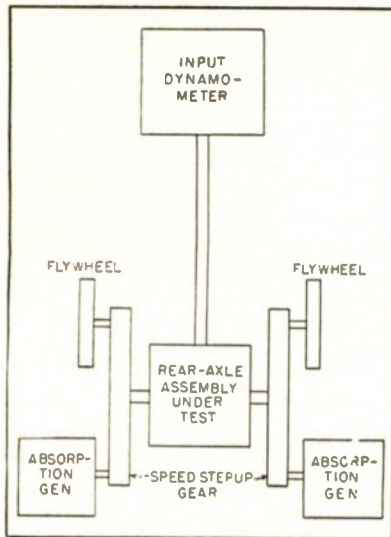 INPUT
DYNAMO-
METER
FLYWHEEL
FLYWHEEL
REAR-AXLE
ASSEMBLY
UNDER
TEST
ABSORP-
TION
GEN
SPEED STEPUP
GEAR
ABSORP-
TION
GEN